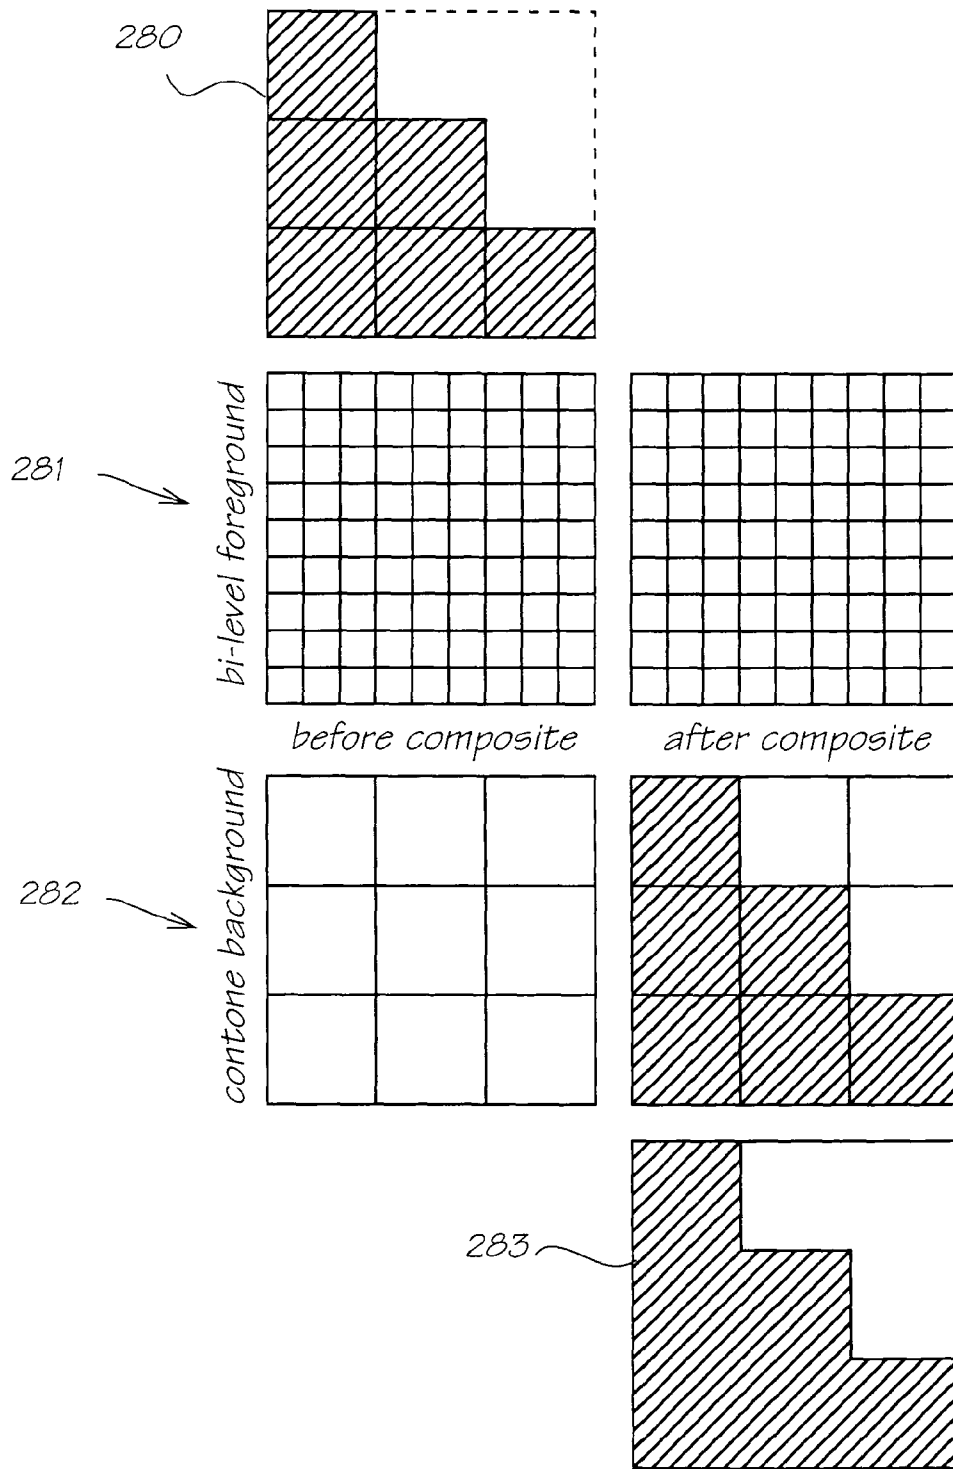 280
281
bi-level foreground
before composite
after composite
282
contone background
283